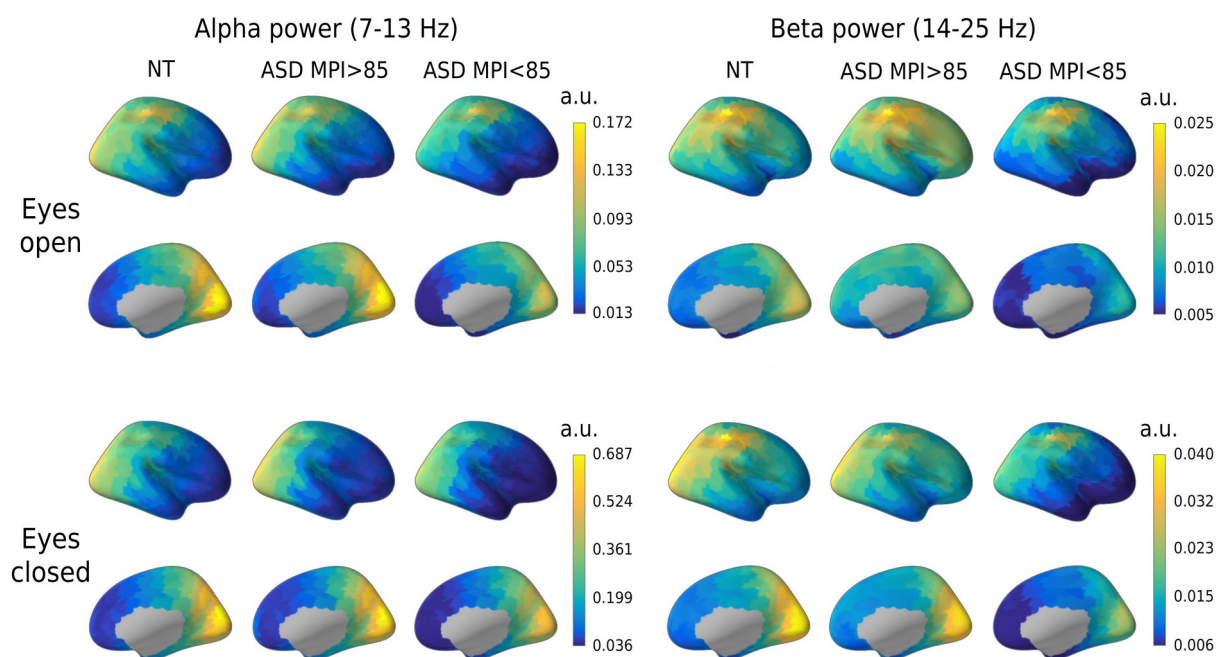 Alpha power (7-13 Hz)
Beta power (14-25 Hz)
NT
ASD MPI>85
ASD MPI<85
NT
ASD MPI>85
ASD MPI<85
a.u.
0.172
0.133
0.093
0.053
0.013
a.u.
0.025
0.020
0.015
0.010
0.005
Eyes
open
a.u.
0.687
0.524
0.361
0.199
0.036
a.u.
0.040
0.032
0.023
0.015
0.006
Eyes
closed